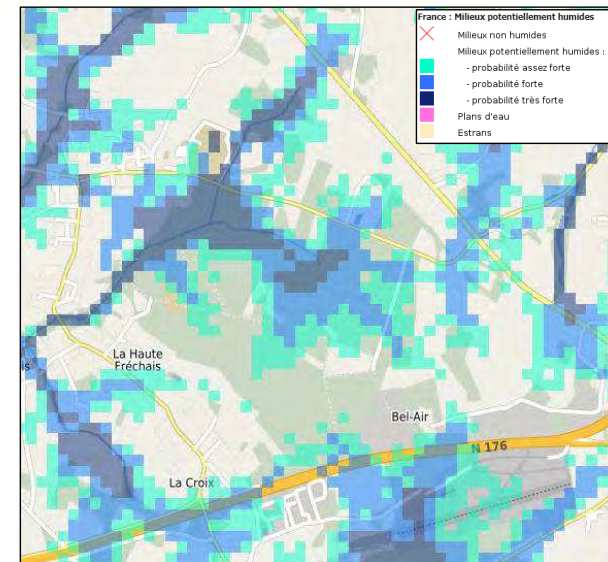 France : Milieux potentiellement humides
Milieux non humides
Milieux potentiellement humides :
- probabilité assez forte
- probabilité forte
- probabilité très forte
Plans d'eau
Estrans
is
La Haute
Fréchais
Bel-Air
N 176
La Croix